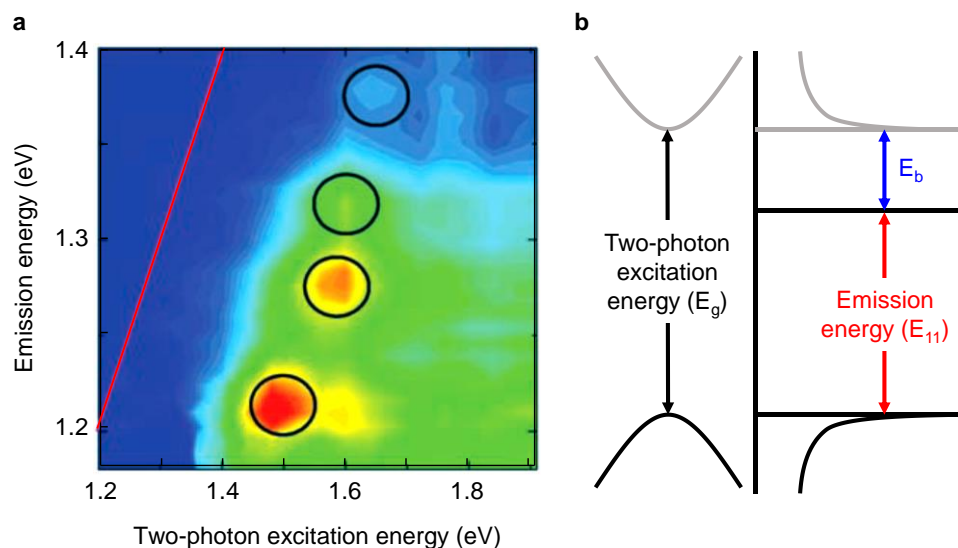 a
1.4
1.3
1.2
Emission energy (eV)
1.2
1.4
1.6
1.8
Two-photon excitation energy (eV)
b
Two-photon
excitation
energy (Eg)
Eb
Emission
energy (E11)